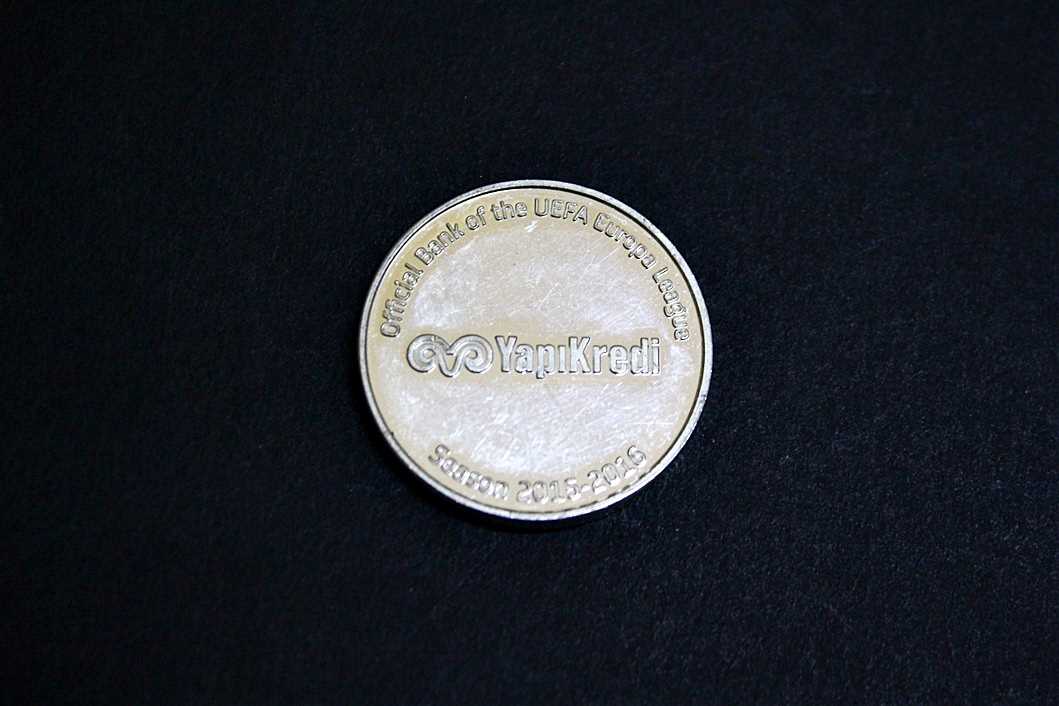 Official Bank of the UEFA Europa League
YapıKredi
Season 2015-2016